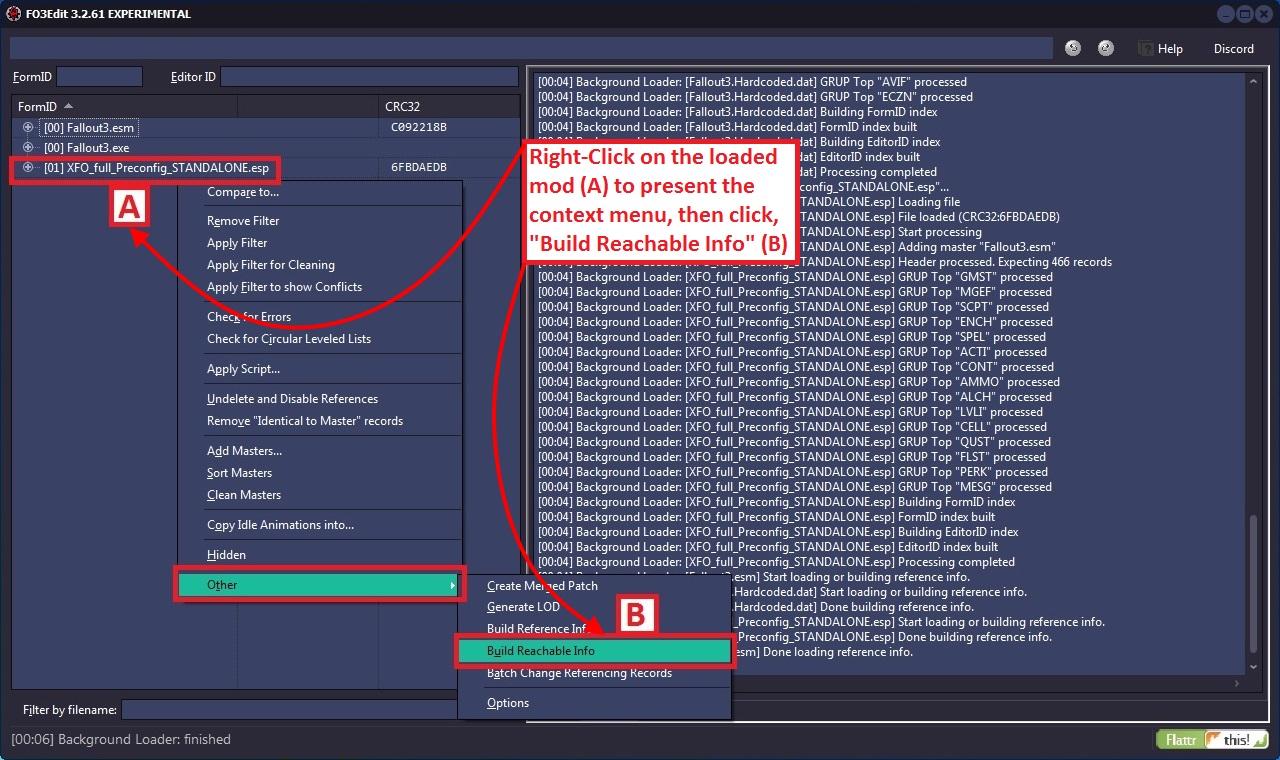 FO3Edit 3.2.61 EXPERIMENTAL
Help
Discord
FormID
Editor ID
FormID
CRC32
[00] Fallout3.esm
C092218B
[00] Fallout3.exe
[01] XFO_full_Preconfig_STANDALONE.esp
6FBDAEDB
A
Compare to...
Remove Filter
Apply Filter
Apply Filter for Cleaning
Apply Filter to show Conflicts
Check for Errors
Check for Circular Leveled Lists
Apply Script...
Undelete and Disable References
Remove "Identical to Master" records
Add Masters...
Sort Masters
Clean Masters
Copy Idle Animations into...
Hidden
Other
Create Merged Patch
Generate LOD
Build Reference Inf
B
Build Reachable Info
Batch Change Referencing Records
Options
Right-Click on the loaded
mod (A) to present the
context menu, then click,
"Build Reachable Info" (B)
[00:04] Background Loader: [Fallout3.Hardcoded.dat] GRUP Top "AVIF" processed
[00:04] Background Loader: [Fallout3.Hardcoded.dat] GRUP Top "ECZN" processed
[00:04] Background Loader: [Fallout3.Hardcoded.dat] Building FormID index
[00:04] Background Loader: [Fallout3.Hardcoded.dat] FormID index built
[00:04] Background Loader: [Fallout3.Hardcoded.dat] Building EditorID index
.Hardcoded.dat] EditorID index built
.Hardcoded.dat] Processing completed
config_STANDALONE.esp"...
STANDALONE.esp] Loading file
STANDALONE.esp] File loaded (CRC32:6FBDAEDB)
STANDALONE.esp] Start processing
STANDALONE.esp] Adding master "Fallout3.esm"
STANDALONE.esp] Header processed. Expecting 466 records
[00:04] Background Loader: [XFO_full_Preconfig_STANDALONE.esp] GRUP Top "GMST" processed
[00:04] Background Loader: [XFO_full_Preconfig_STANDALONE.esp] GRUP Top "MGEF" processed
[00:04] Background Loader: [XFO_full_Preconfig_STANDALONE.esp] GRUP Top "SCPT" processed
[00:04] Background Loader: [XFO_full_Preconfig_STANDALONE.esp] GRUP Top "ENCH" processed
[00:04] Background Loader: [XFO_full_Preconfig_STANDALONE.esp] GRUP Top "SPEL" processed
[00:04] Background Loader: [XFO_full_Preconfig_STANDALONE.esp] GRUP Top "ACTI" processed
[00:04] Background Loader: [XFO_full_Preconfig_STANDALONE.esp] GRUP Top "CONT" processed
[00:04] Background Loader: [XFO_full_Preconfig_STANDALONE.esp] GRUP Top "AMMO" processed
[00:04] Background Loader: [XFO_full_Preconfig_STANDALONE.esp] GRUP Top "ALCH" processed
[00:04] Background Loader: [XFO_full_Preconfig_STANDALONE.esp] GRUP Top "LVLI" processed
[00:04] Background Loader: [XFO_full_Preconfig_STANDALONE.esp] GRUP Top "CELL" processed
[00:04] Background Loader: [XFO_full_Preconfig_STANDALONE.esp] GRUP Top "QUST" processed
[00:04] Background Loader: [XFO_full_Preconfig_STANDALONE.esp] GRUP Top "FLST" processed
[00:04] Background Loader: [XFO_full_Preconfig_STANDALONE.esp] GRUP Top "PERK" processed
[00:04] Background Loader: [XFO_full_Preconfig_STANDALONE.esp] GRUP Top "MESG" processed
[00:04] Background Loader: [XFO_full_Preconfig_STANDALONE.esp] Building FormID index
[00:04] Background Loader: [XFO_full_Preconfig_STANDALONE.esp] FormID index built
[00:04] Background Loader: [XFO_full_Preconfig_STANDALONE.esp] Building EditorID index
[00:04] Background Loader: [XFO_full_Preconfig_STANDALONE.esp] EditorID index built
[00:04] Background Loader: [XFO_full_Preconfig_STANDALONE.esp] Processing completed
.esm] Start loading or building reference info.
.Hardcoded.dat] Start loading or building reference info.
.Hardcoded.dat] Done building reference info.
_Preconfig_STANDALONE.esp] Start loading or building reference info.
_Preconfig_STANDALONE.esp] Done building reference info.
esm] Done loading reference info.
Filter by filename:
[00:06] Background Loader: finished
Flattr this!